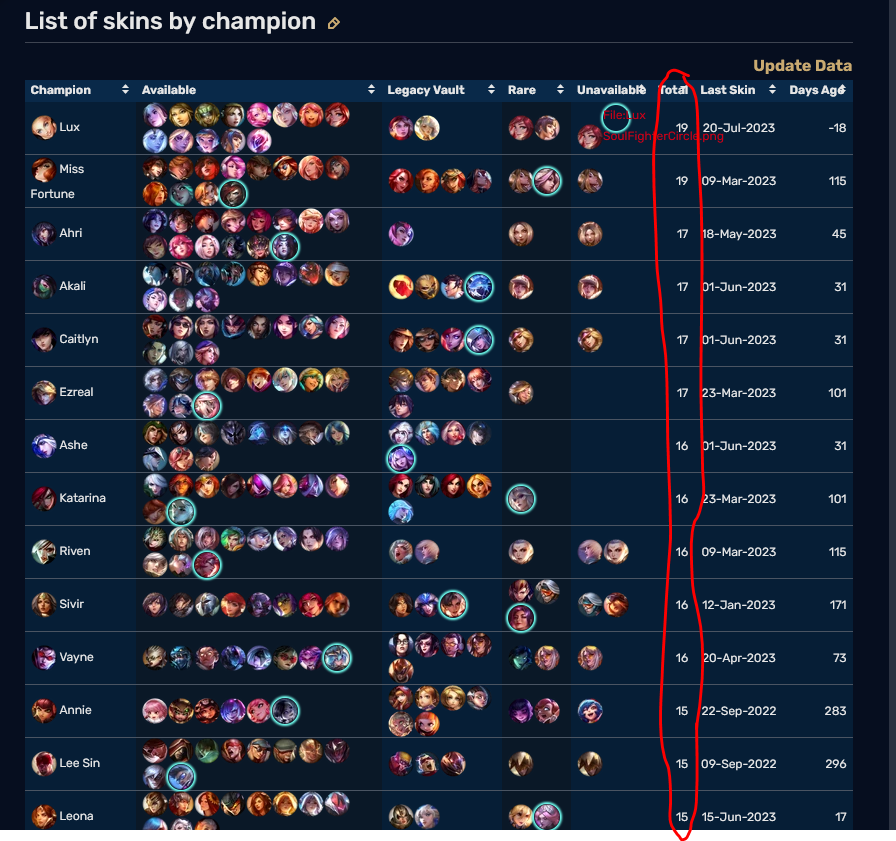 List of skins by champion
Update Data
Champion Available Legacy Vault Rare Unavailable Total Last Skin Days Ago
Lux 19 20-Jul-2023 -18
File:Lux
SoulFighterCircle.png
Miss
Fortune 19 09-Mar-2023 115
Ahri 17 18-May-2023 45
Akali 17 01-Jun-2023 31
Caitlyn 17 01-Jun-2023 31
Ezreal 17 23-Mar-2023 101
Ashe 16 01-Jun-2023 31
Katarina 16 23-Mar-2023 101
Riven 16 09-Mar-2023 115
Sivir 16 12-Jan-2023 171
Vayne 16 20-Apr-2023 73
Annie 15 22-Sep-2022 283
Lee Sin 15 09-Sep-2022 296
Leona 15 15-Jun-2023 17